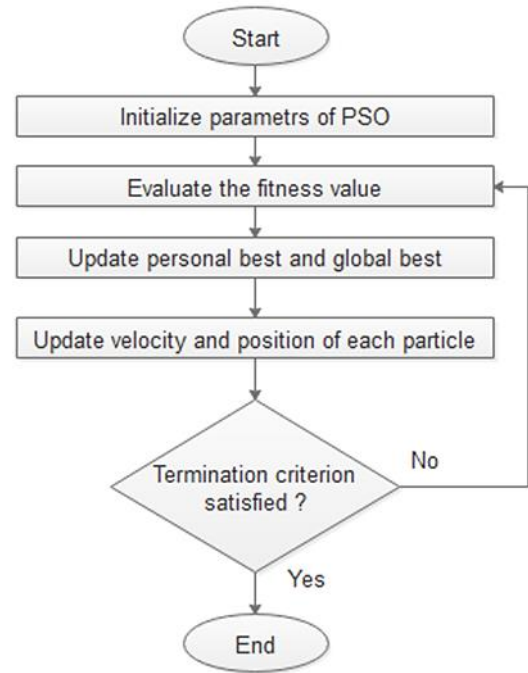 Start
Initialize parametrs of PSO
Evaluate the fitness value
Update personal best and global best
Update velocity and position of each particle
Termination criterion
satisfied ?
No
Yes
End